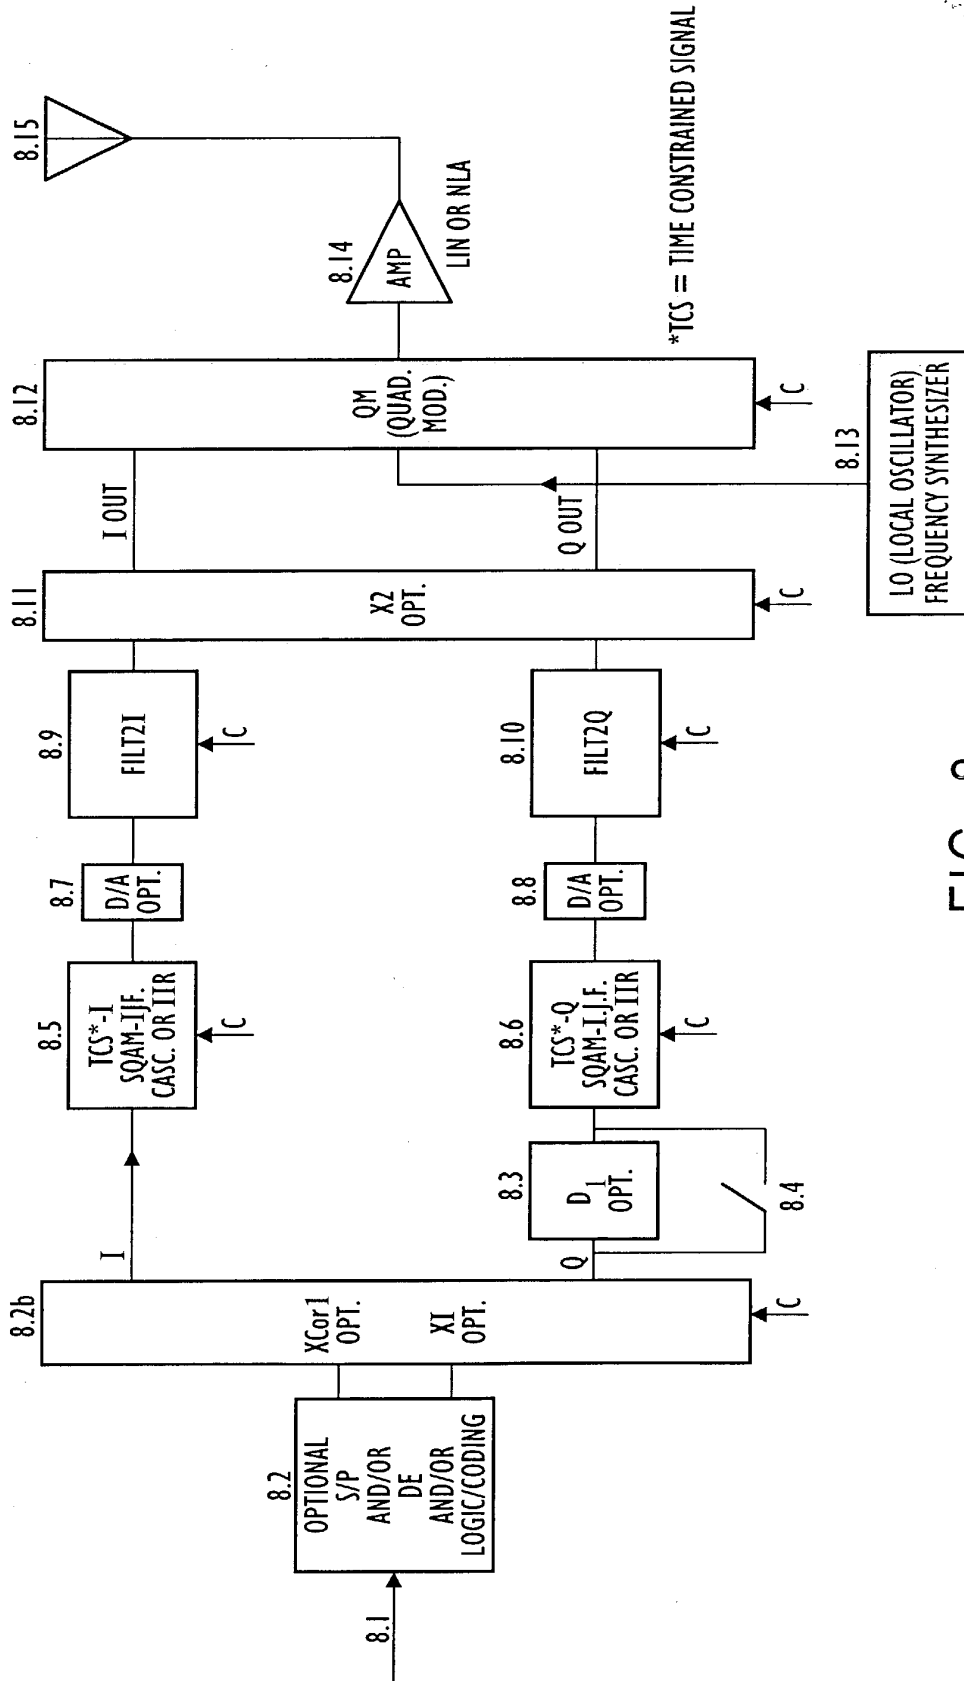 8.1
8.2
OPTIONAL
S/P
AND/OR
DE
AND/OR
LOGIC/CODING
8.2b
XCor1
OPT.
XI
OPT.
C
I
Q
8.3
D1
OPT.
8.4
8.5
TCS*-I
SQAM-IJF.
CASC. OR IIR
C
8.6
TCS*-Q
SQAM-I.J.F.
CASC. OR IIR
C
8.7
D/A
OPT.
8.8
D/A
OPT.
8.9
FILT2I
C
8.10
FILT2Q
C
8.11
X2
OPT.
C
I OUT
Q OUT
8.12
QM
(QUAD.
MOD.)
C
8.13
LO (LOCAL OSCILLATOR)
FREQUENCY SYNTHESIZER
8.14
AMP
LIN OR NLA
8.15
*TCS = TIME CONSTRAINED SIGNAL